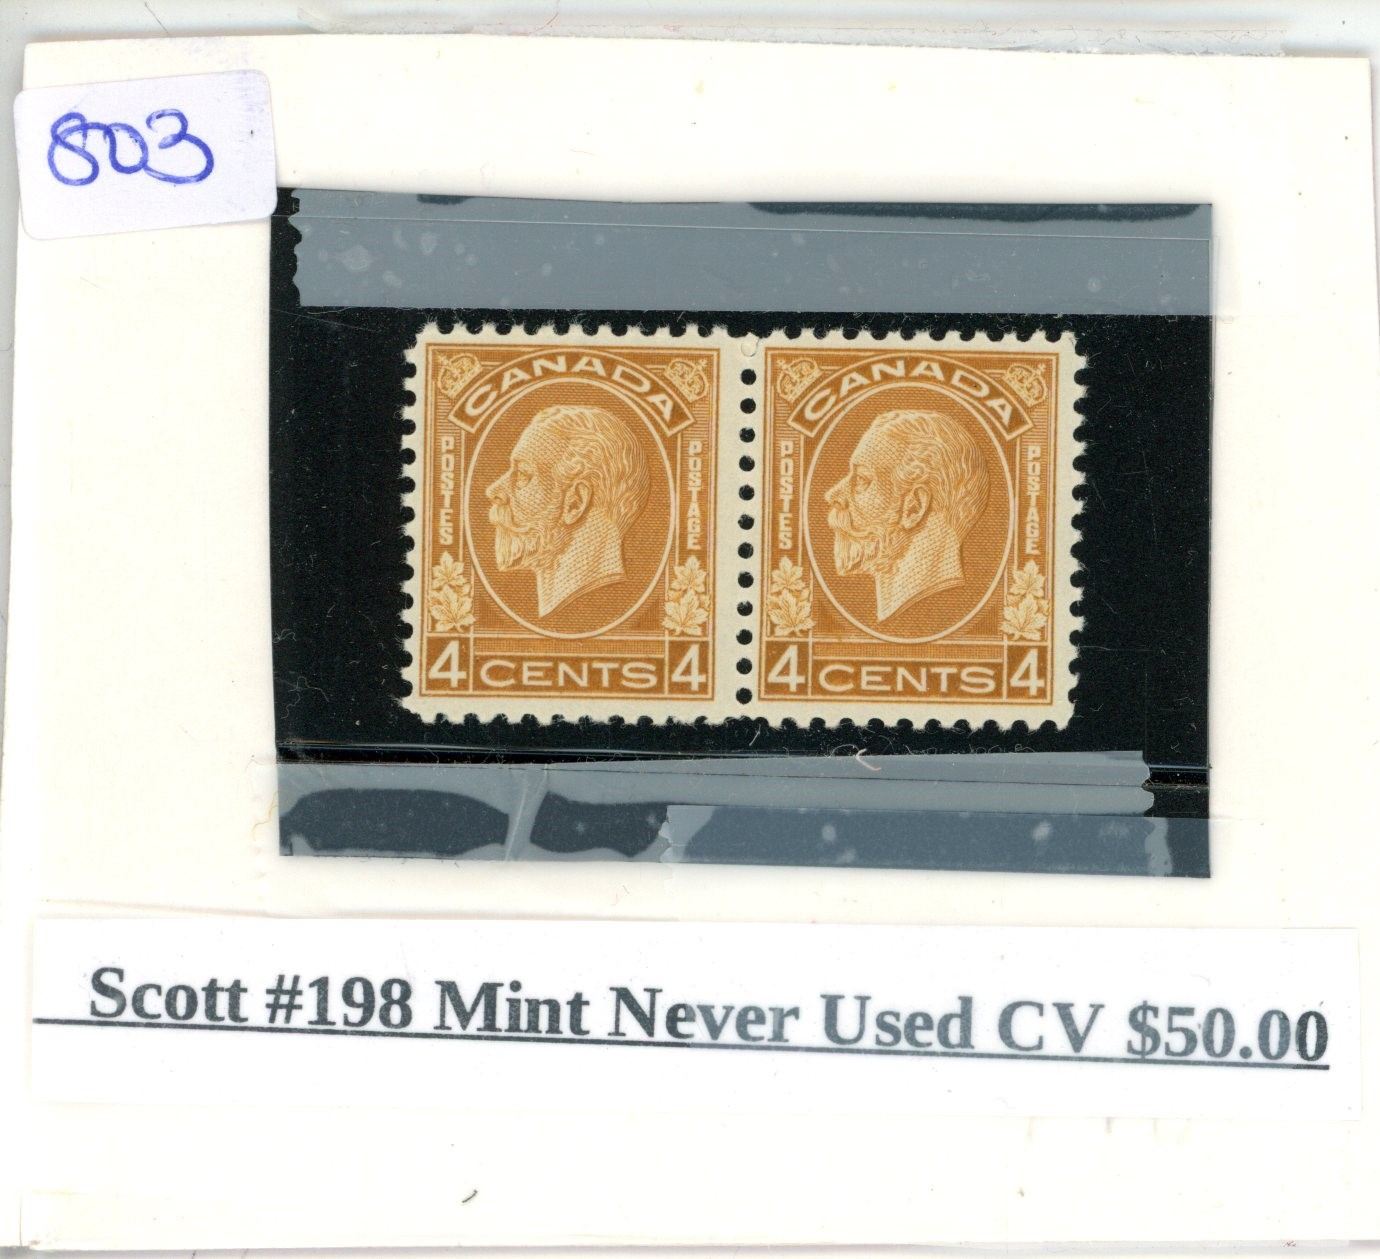 803
CANADA CANADA
POSTES POSTAGE POSTES POSTAGE
4 CENTS 4 4 CENTS 4
Scott #198 Mint Never Used CV $50.00